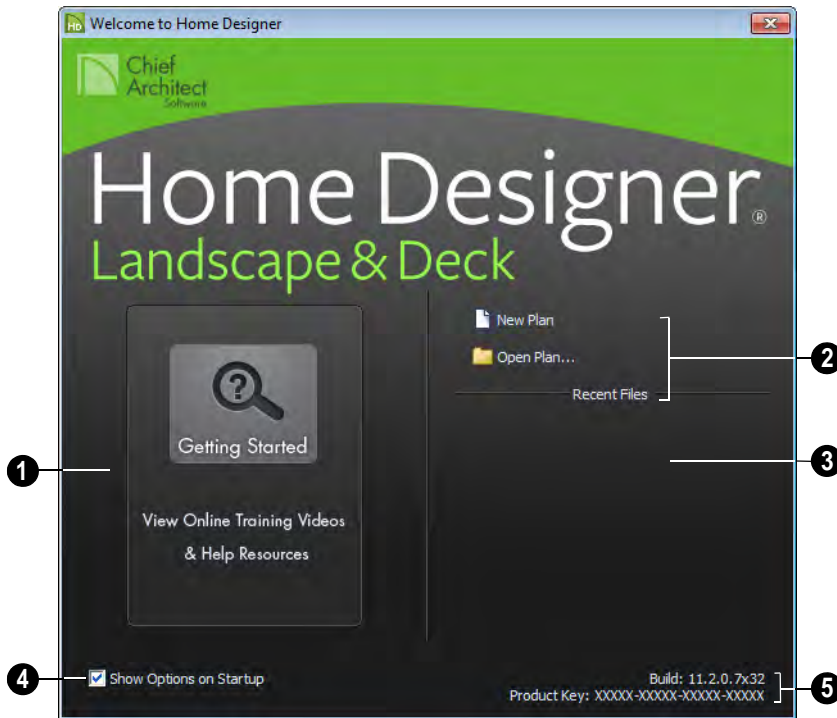 Welcome to Home Designer
Chief
Architect
Software
Home Designer®
Landscape & Deck
New Plan
Open Plan...
Recent Files
Getting Started
View Online Training Videos
& Help Resources
Show Options on Startup
Build: 11.2.0.7x32
Product Key: XXXXX-XXXXX-XXXXX-XXXXX
1
2
3
4
5
HD